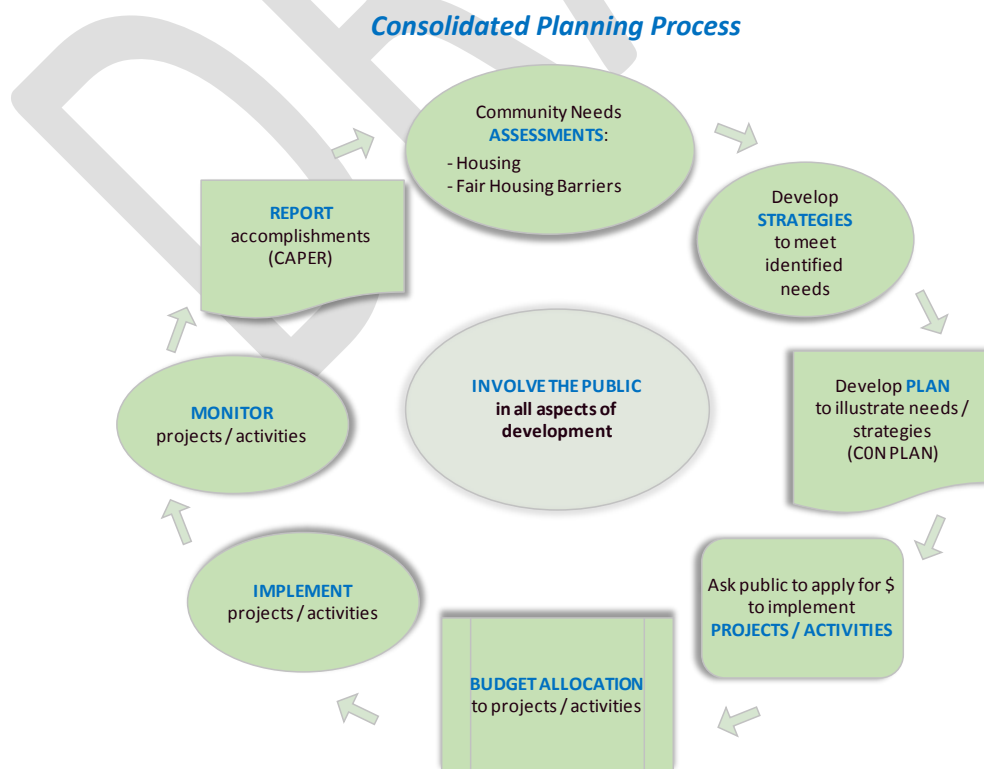 Consolidated Planning Process
Community Needs
ASSESSMENTS:
- Housing
- Fair Housing Barriers
Develop
STRATEGIES
to meet
identified
needs
Develop PLAN
to illustrate needs /
strategies
(C0N PLAN)
Ask public to apply for $
to implement
PROJECTS / ACTIVITIES
BUDGET ALLOCATION
to projects / activities
IMPLEMENT
projects / activities
MONITOR
projects / activities
REPORT
accomplishments
(CAPER)
INVOLVE THE PUBLIC
in all aspects of
development